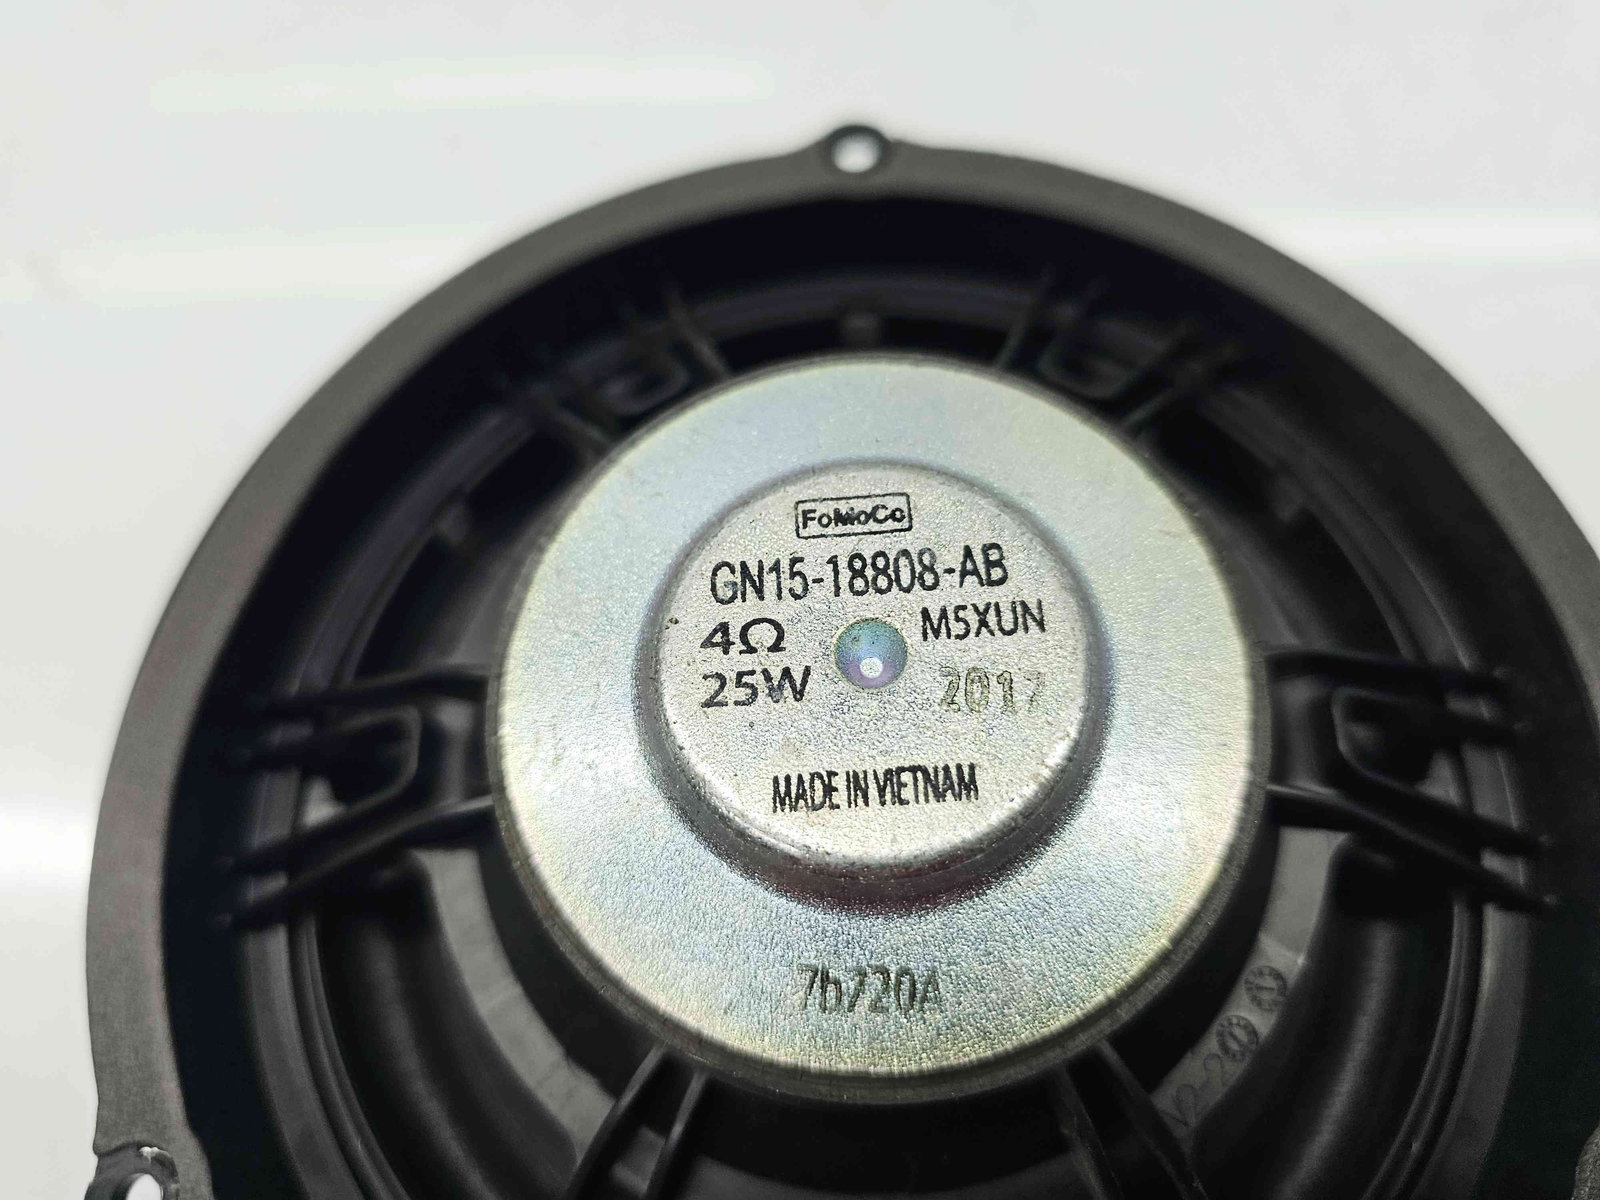 FoMoCo
GN15-18808-AB
4Ω M5XUN
25W 2017
MADE IN VIETNAM
7b720A